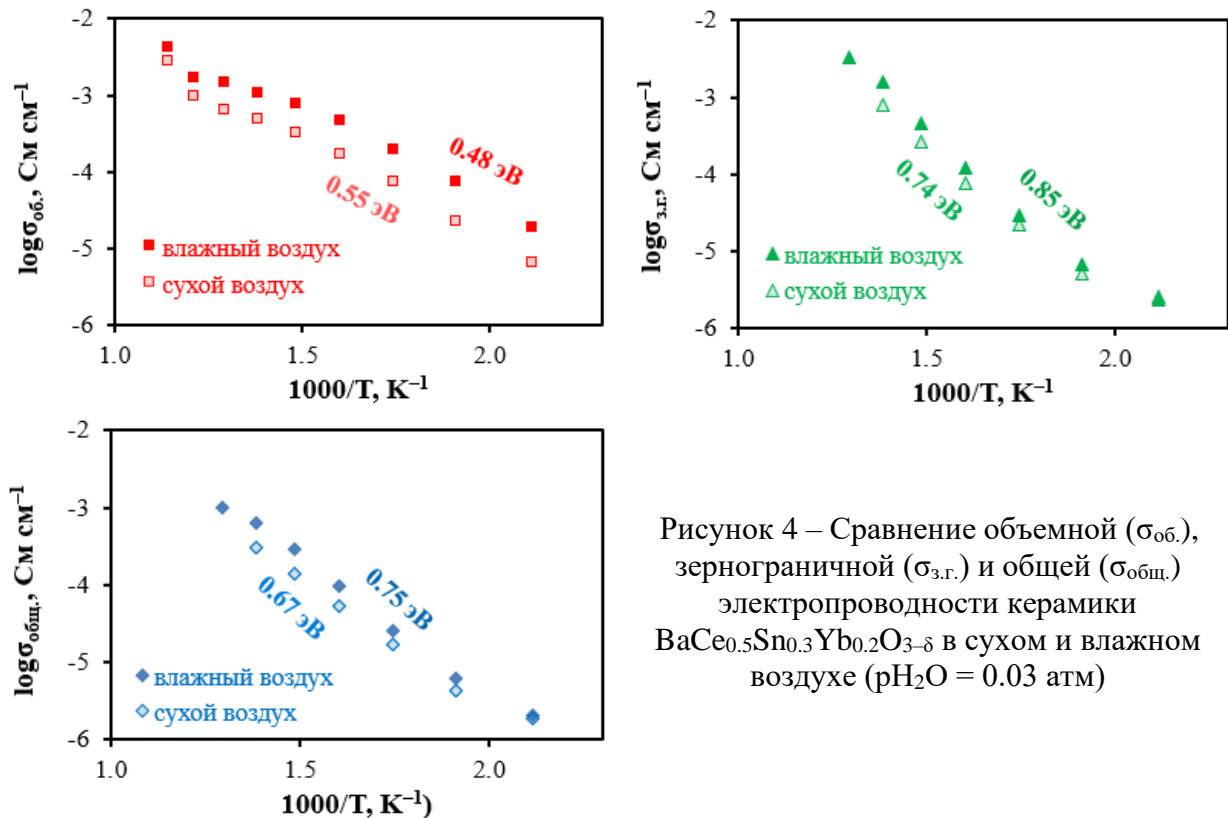 -2
-3
-4
-5
-6
logσоб., См см⁻¹
0.48 эВ
0.55 эВ
влажный воздух
сухой воздух
1.0 1.5 2.0
1000/T, K⁻¹
-2
-3
-4
-5
-6
logσз.г., См см⁻¹
0.74 эВ
0.85 эВ
влажный воздух
сухой воздух
1.0 1.5 2.0
1000/T, K⁻¹
-2
-3
-4
-5
-6
logσобщ., См см⁻¹
0.67 эВ
0.75 эВ
влажный воздух
сухой воздух
1.0 1.5 2.0
1000/T, K⁻¹)
Рисунок 4 – Сравнение объемной (σоб.),
зернограничной (σз.г.) и общей (σобщ.)
электропроводности керамики
BaCe0.5Sn0.3Yb0.2O3–δ в сухом и влажном
воздухе (pH2O = 0.03 атм)